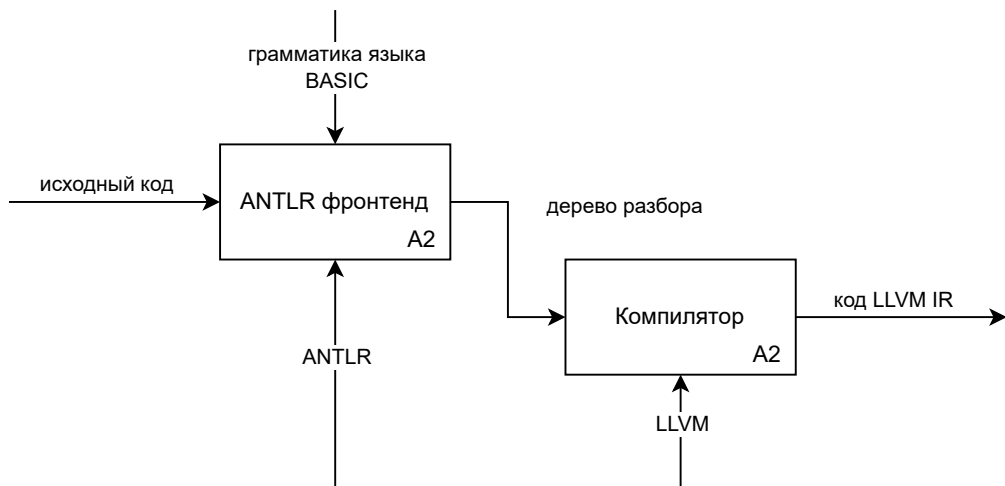 грамматика языка
BASIC
исходный код
ANTLR фронтенд
A2
дерево разбора
Компилятор
A2
код LLVM IR
ANTLR
LLVM